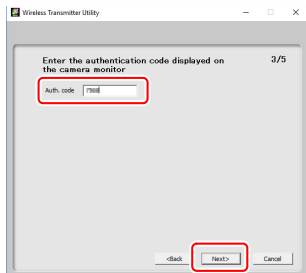 Wireless Transmitter Utility
Enter the authentication code displayed on
the camera monitor
3/5
Auth. code
<Back
Next>
Cancel